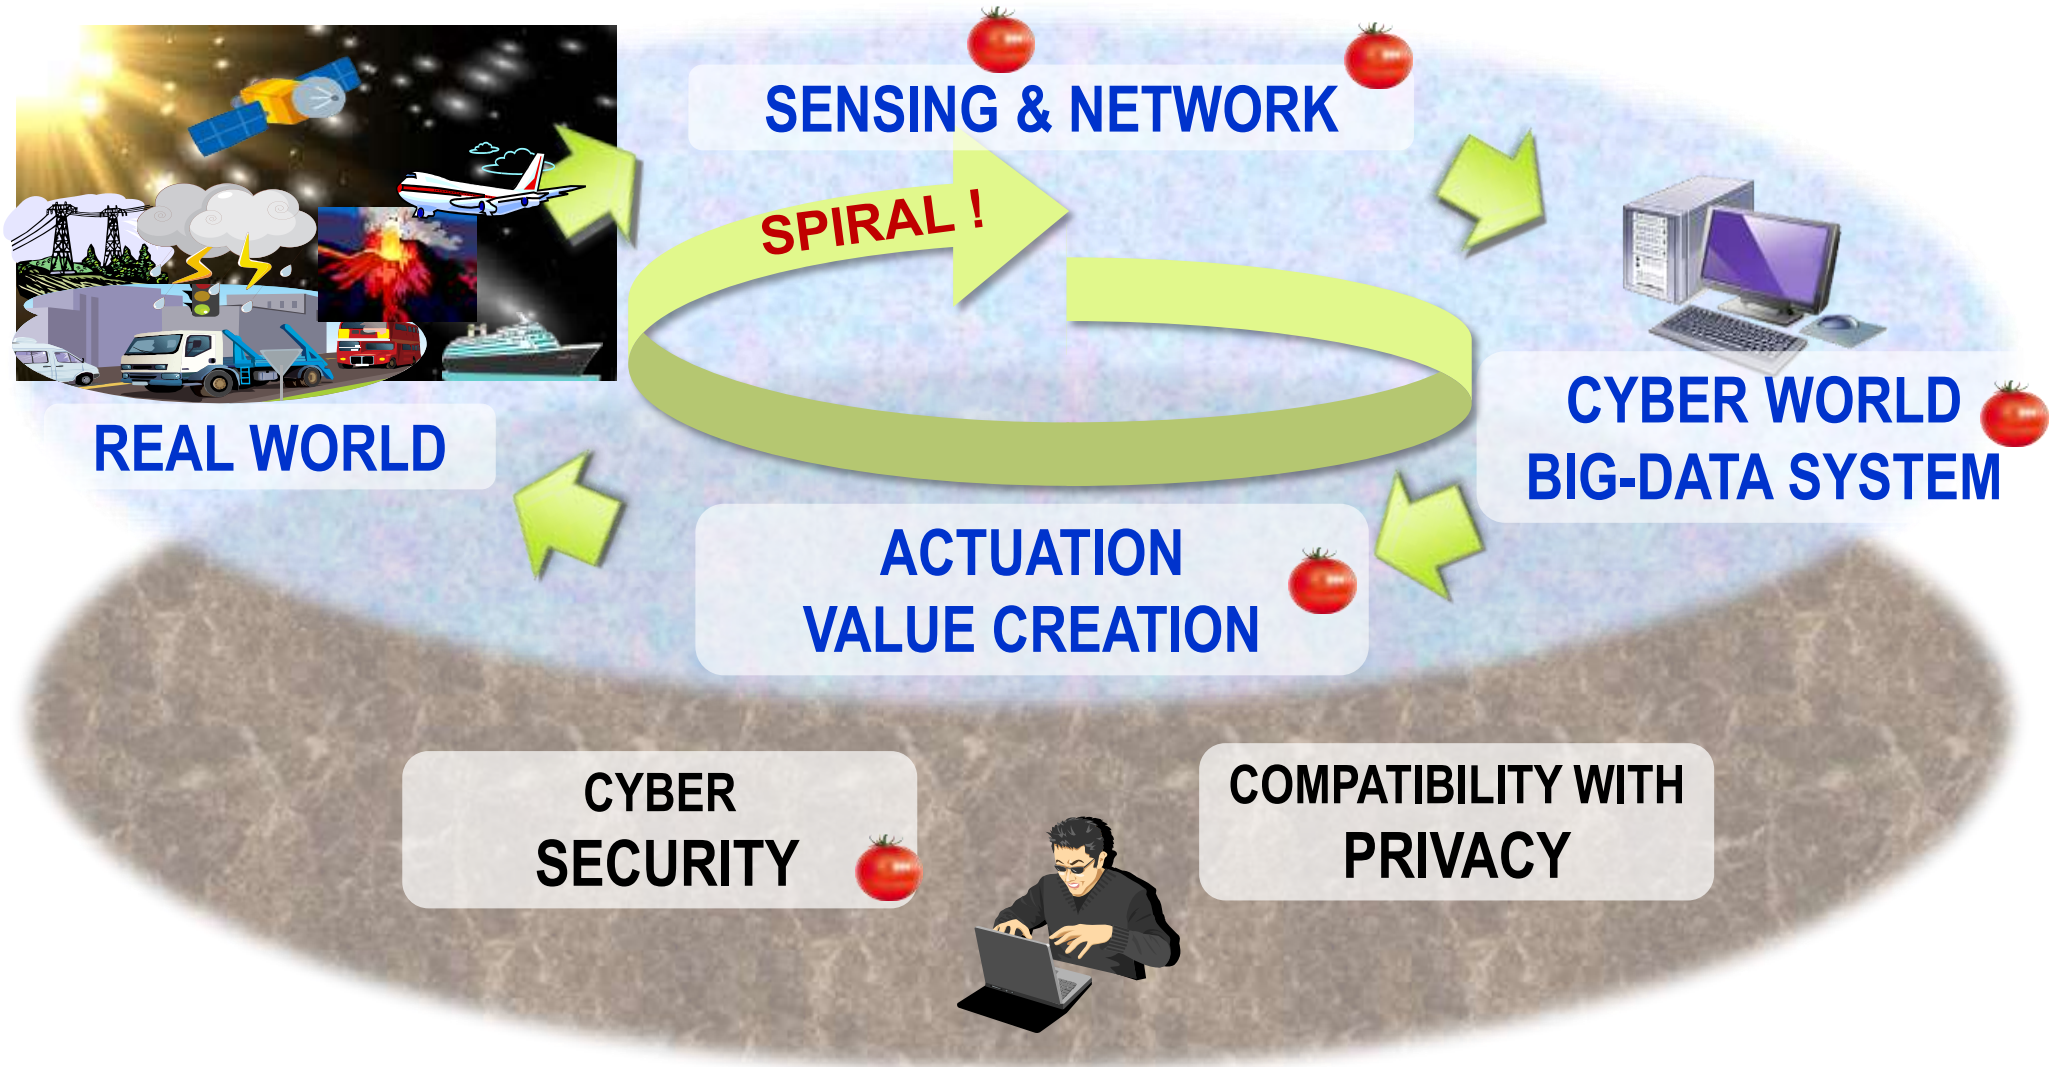 SENSING & NETWORK
SPIRAL !
REAL WORLD
CYBER WORLD
BIG-DATA SYSTEM
ACTUATION
VALUE CREATION
CYBER
SECURITY
COMPATIBILITY WITH
PRIVACY